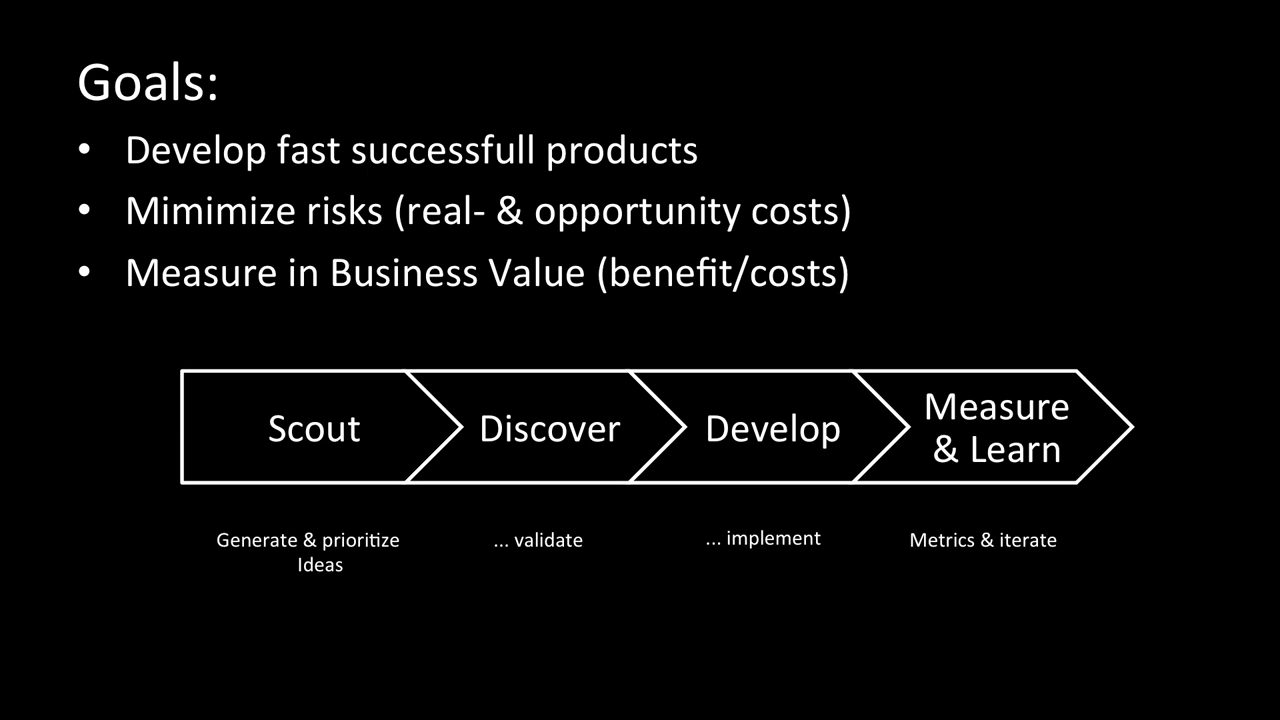 Goals:
• Develop fast successfull products
• Mimimize risks (real- & opportunity costs)
• Measure in Business Value (benefit/costs)
Scout
Discover
Develop
Measure
& Learn
Generate & prioritize
Ideas
... validate
... implement
Metrics & iterate